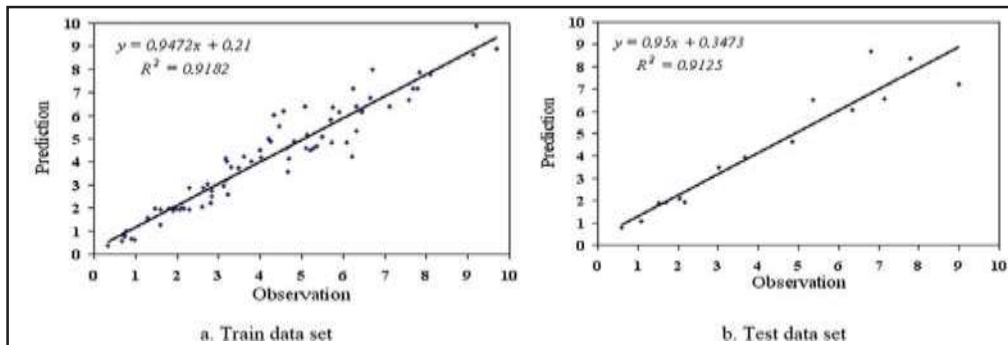 y = 0.9472x + 0.21
R² = 0.9182
10
9
8
7
6
5
4
3
2
1
0
Prediction
0 1 2 3 4 5 6 7 8 9 10
Observation
a. Train data set
y = 0.95x + 0.3473
R² = 0.9125
10
9
8
7
6
5
4
3
2
1
0
Prediction
0 1 2 3 4 5 6 7 8 9 10
Observation
b. Test data set